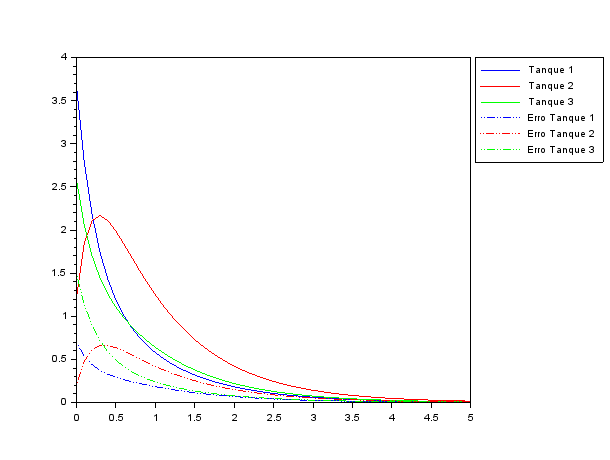 4
3.5
3
2.5
2
1.5
1
0.5
0
0 0.5 1 1.5 2 2.5 3 3.5 4 4.5 5
Tanque 1
Tanque 2
Tanque 3
Erro Tanque 1
Erro Tanque 2
Erro Tanque 3